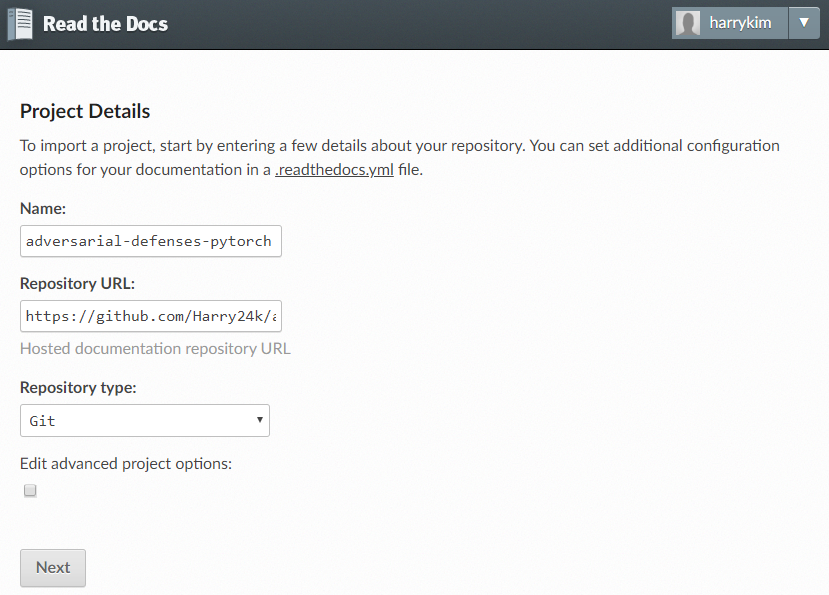 Read the Docs
harrykim
Project Details
To import a project, start by entering a few details about your repository. You can set additional configuration
options for your documentation in a .readthedocs.yml file.
Name:
adversarial-defenses-pytorch
Repository URL:
https://github.com/Harry24k/a
Hosted documentation repository URL
Repository type:
Git
Edit advanced project options:
Next